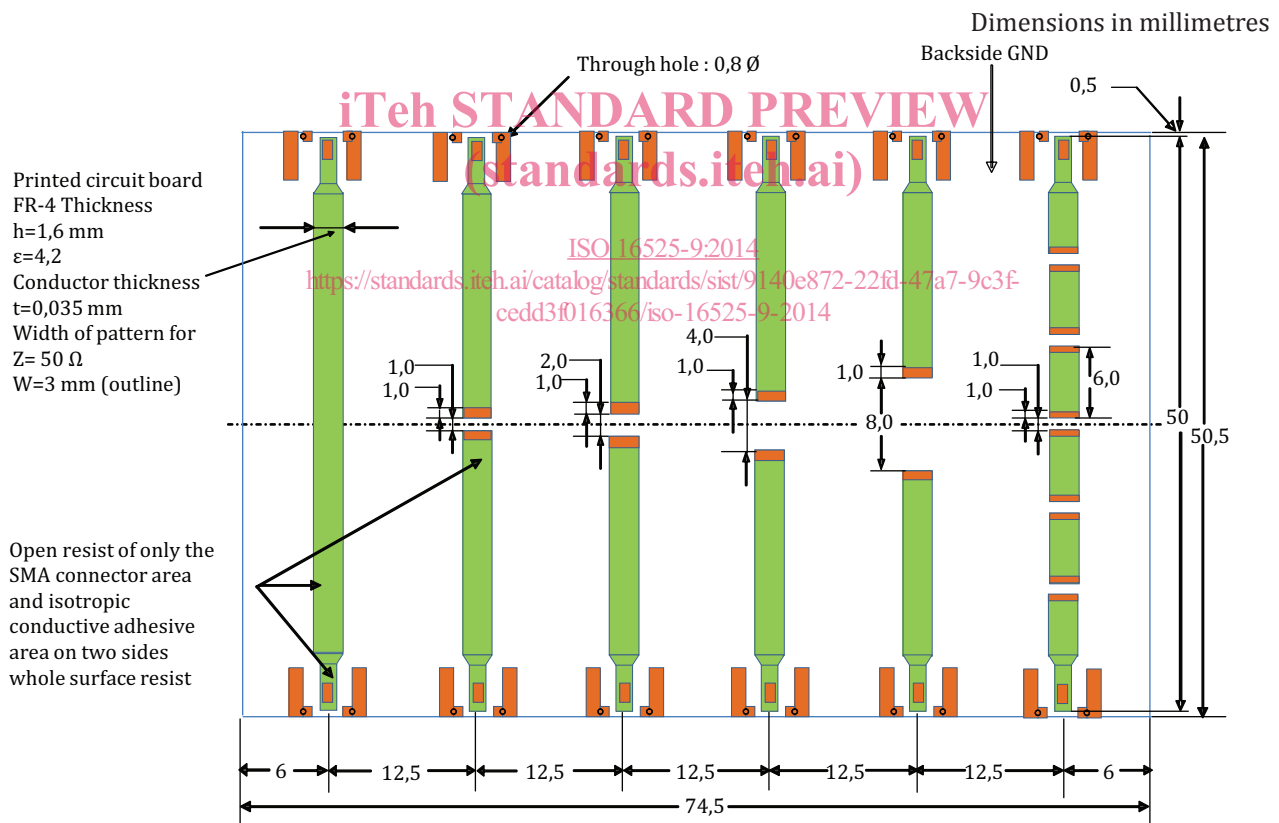 Dimensions in millimetres
Backside GND
Through hole : 0,8 Ø
0,5
iTeh STANDARD PREVIEW
(standards.iteh.ai)
Printed circuit board
FR-4 Thickness
h=1,6 mm
ε=4,2
Conductor thickness
t=0,035 mm
Width of pattern for
Z= 50 Ω
W=3 mm (outline)
ISO 16525-9:2014
https://standards.iteh.ai/catalog/standards/sist/9140e872-22fd-47a7-9c3f-
cedd3f016366/iso-16525-9-2014
1,0
1,0
2,0
1,0
4,0
1,0
1,0
8,0
1,0
1,0
6,0
50
50,5
Open resist of only the
SMA connector area
and isotropic
conductive adhesive
area on two sides
whole surface resist
6
12,5
12,5
12,5
12,5
12,5
6
74,5